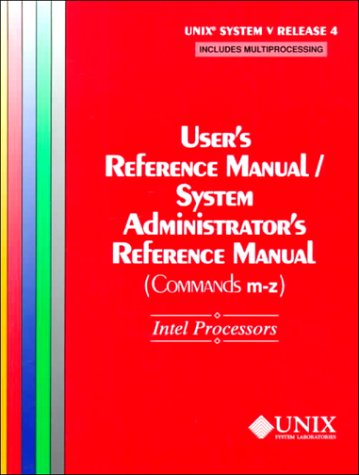 UNIX® SYSTEM V RELEASE 4
INCLUDES MULTIPROCESSING
USER'S
REFERENCE MANUAL /
SYSTEM
ADMINISTRATOR'S
REFERENCE MANUAL
(COMMANDS m-z)
Intel Processors
UNIX
SYSTEM LABORATORIES